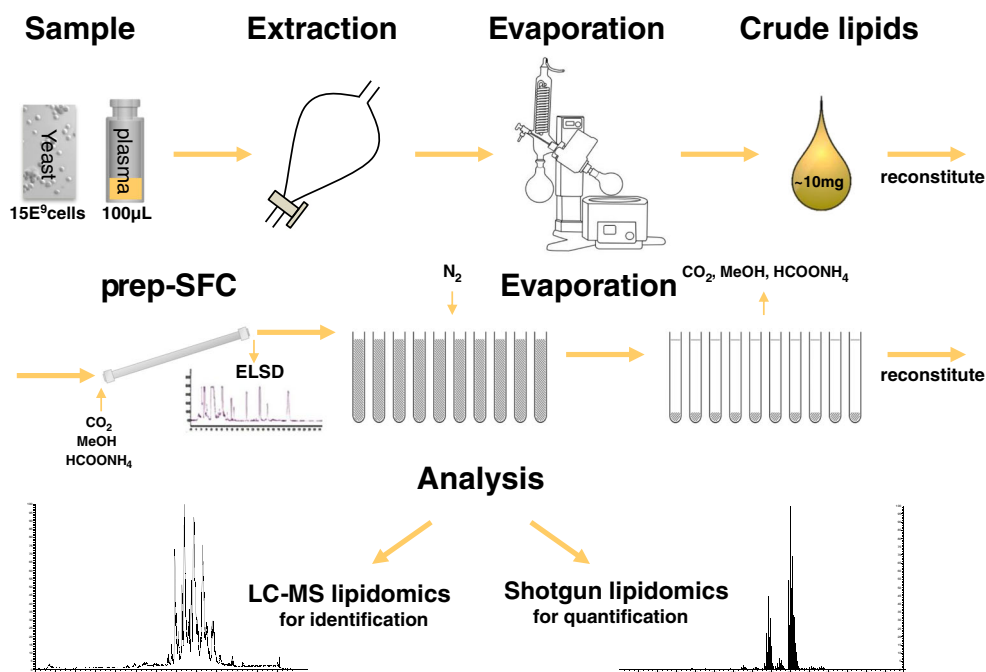 Sample Extraction Evaporation Crude lipids
Yeast
plasma
~10mg
reconstitute
15E⁹cells 100µL
prep-SFC
N₂
Evaporation
CO₂, MeOH, HCOONH₄
ELSD
reconstitute
CO₂
MeOH
HCOONH₄
Analysis
LC-MS lipidomics
for identification
Shotgun lipidomics
for quantification